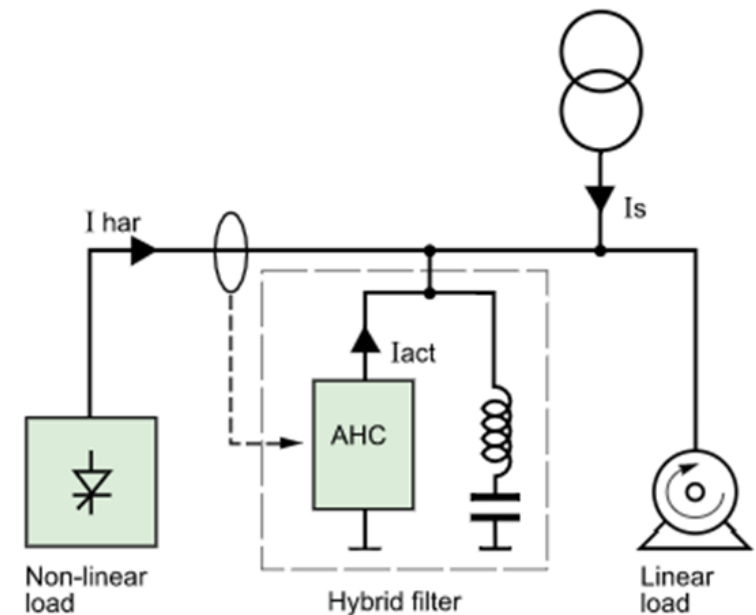 I har
Is
Iact
AHC
Non-linear
load
Hybrid filter
Linear
load